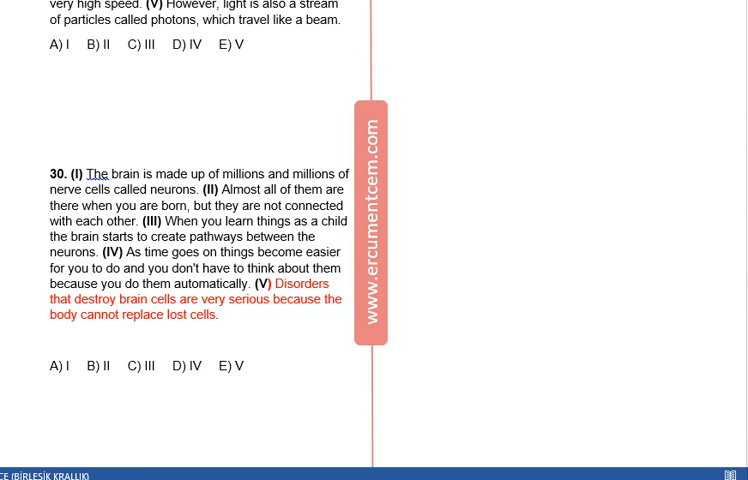 very high speed. (V) However, light is also a stream
of particles called photons, which travel like a beam.
A) I B) II C) III D) IV E) V
30. (I) The brain is made up of millions and millions of
nerve cells called neurons. (II) Almost all of them are
there when you are born, but they are not connected
with each other. (III) When you learn things as a child
the brain starts to create pathways between the
neurons. (IV) As time goes on things become easier
for you to do and you don't have to think about them
because you do them automatically. (V) Disorders
that destroy brain cells are very serious because the
body cannot replace lost cells.
A) I B) II C) III D) IV E) V
www.ercumentcem.com
CE (BİRLEŞİK KRALLIK)